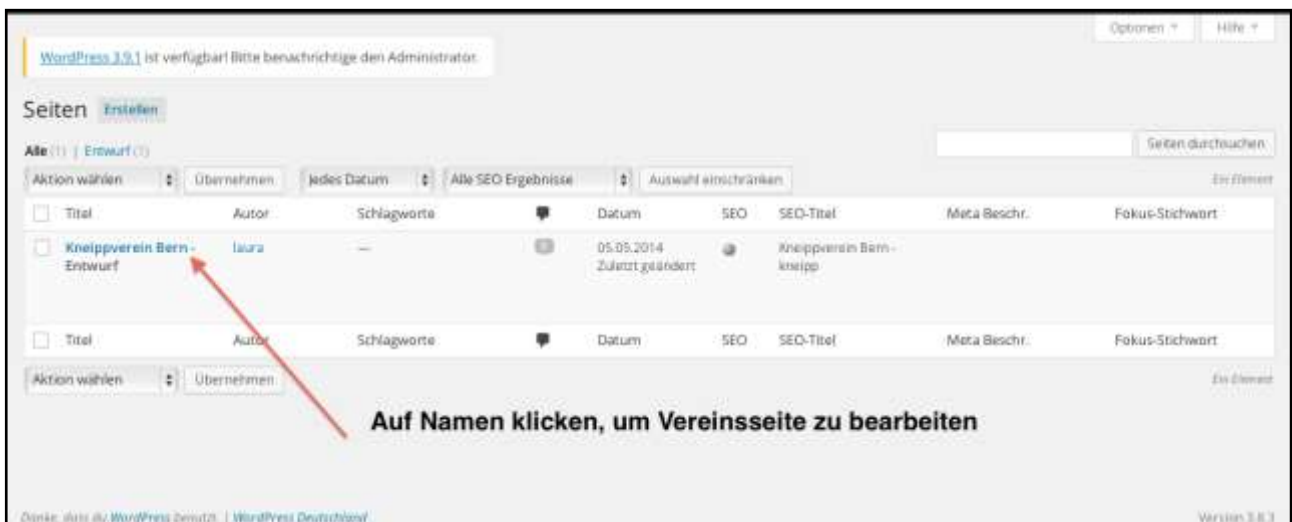 Optionen Hilfe
WordPress 3.9.1 ist verfügbar! Bitte benachrichtige den Administrator.
Seiten Erstellen
Alle (1) | Entwurf (1) Seiten durchsuchen
Aktion wählen Übernehmen Jedes Datum Alle SEO Ergebnisse Auswahl einschränken Ein Element
Titel Autor Schlagworte Datum SEO SEO-Titel Meta Beschr. Fokus-Stichwort
Kneippverein Bern - laura — 0 05.05.2014 Kneippverein Bern -
Entwurf Zuletzt geändert kneipp
Titel Autor Schlagworte Datum SEO SEO-Titel Meta Beschr. Fokus-Stichwort
Aktion wählen Übernehmen Ein Element
Auf Namen klicken, um Vereinsseite zu bearbeiten
Danke, dass du WordPress benutzt. | WordPress Deutschland Version 3.8.3